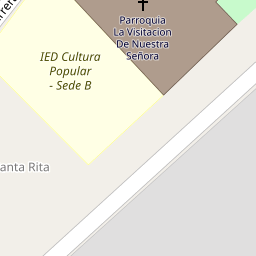 Parroquia
La Visitacion
De Nuestra
Señora
IED Cultura
Popular
- Sede B
anta Rita